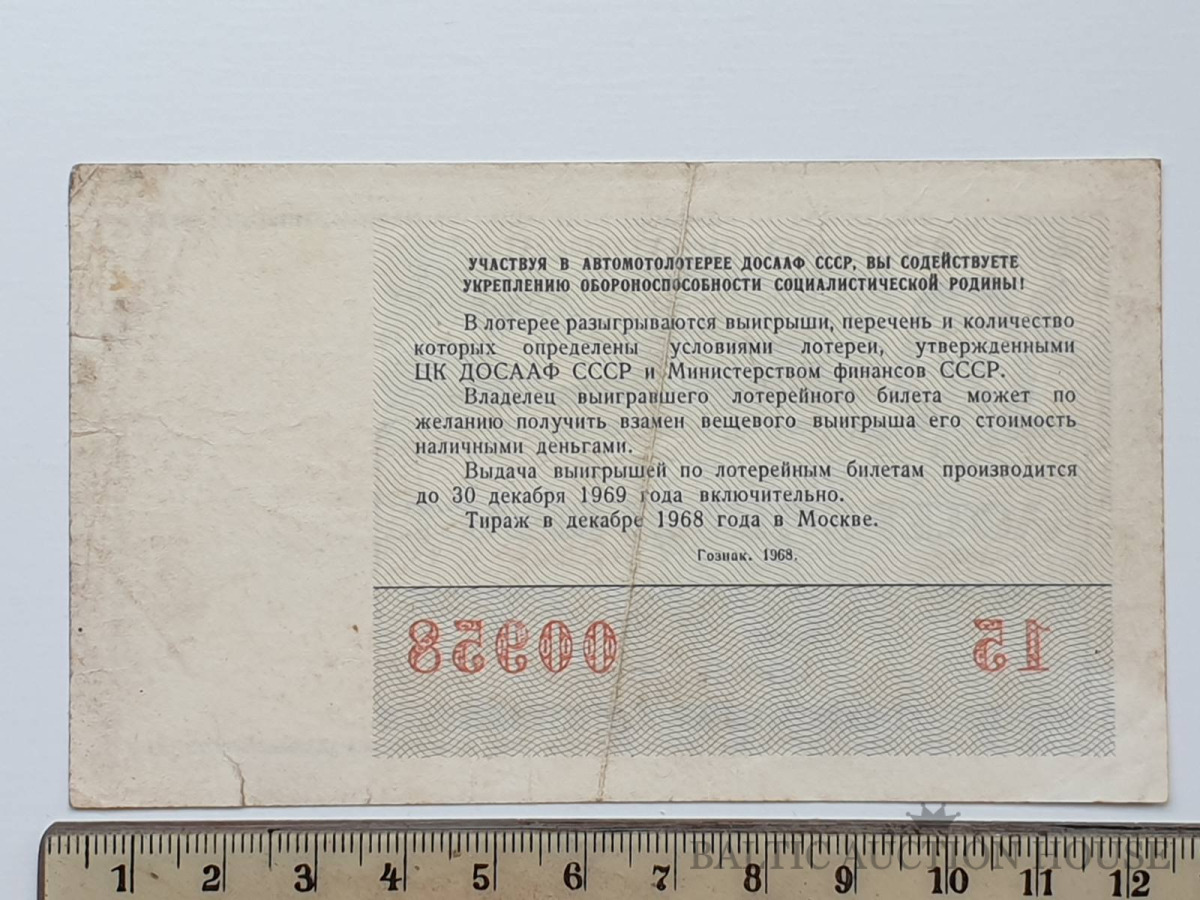 УЧАСТВУЯ В АВТОМОТОЛОТЕРЕЕ ДОСААФ СССР, ВЫ СОДЕЙСТВУЕТЕ
УКРЕПЛЕНИЮ ОБОРОНОСПОСОБНОСТИ СОЦИАЛИСТИЧЕСКОЙ РОДИНЫ!
В лотерее разыгрываются выигрыши, перечень и количество
которых определены условиями лотереи, утвержденными
ЦК ДОСААФ СССР и Министерством финансов СССР.
Владелец выигравшего лотерейного билета может по
желанию получить взамен вещевого выигрыша его стоимость
наличными деньгами.
Выдача выигрышей по лотерейным билетам производится
до 30 декабря 1969 года включительно.
Тираж в декабре 1968 года в Москве.
Гознак. 1968.
00958 15
BALTIC AUCTION HOUSE
1 2 3 4 5 6 7 8 9 10 11 12